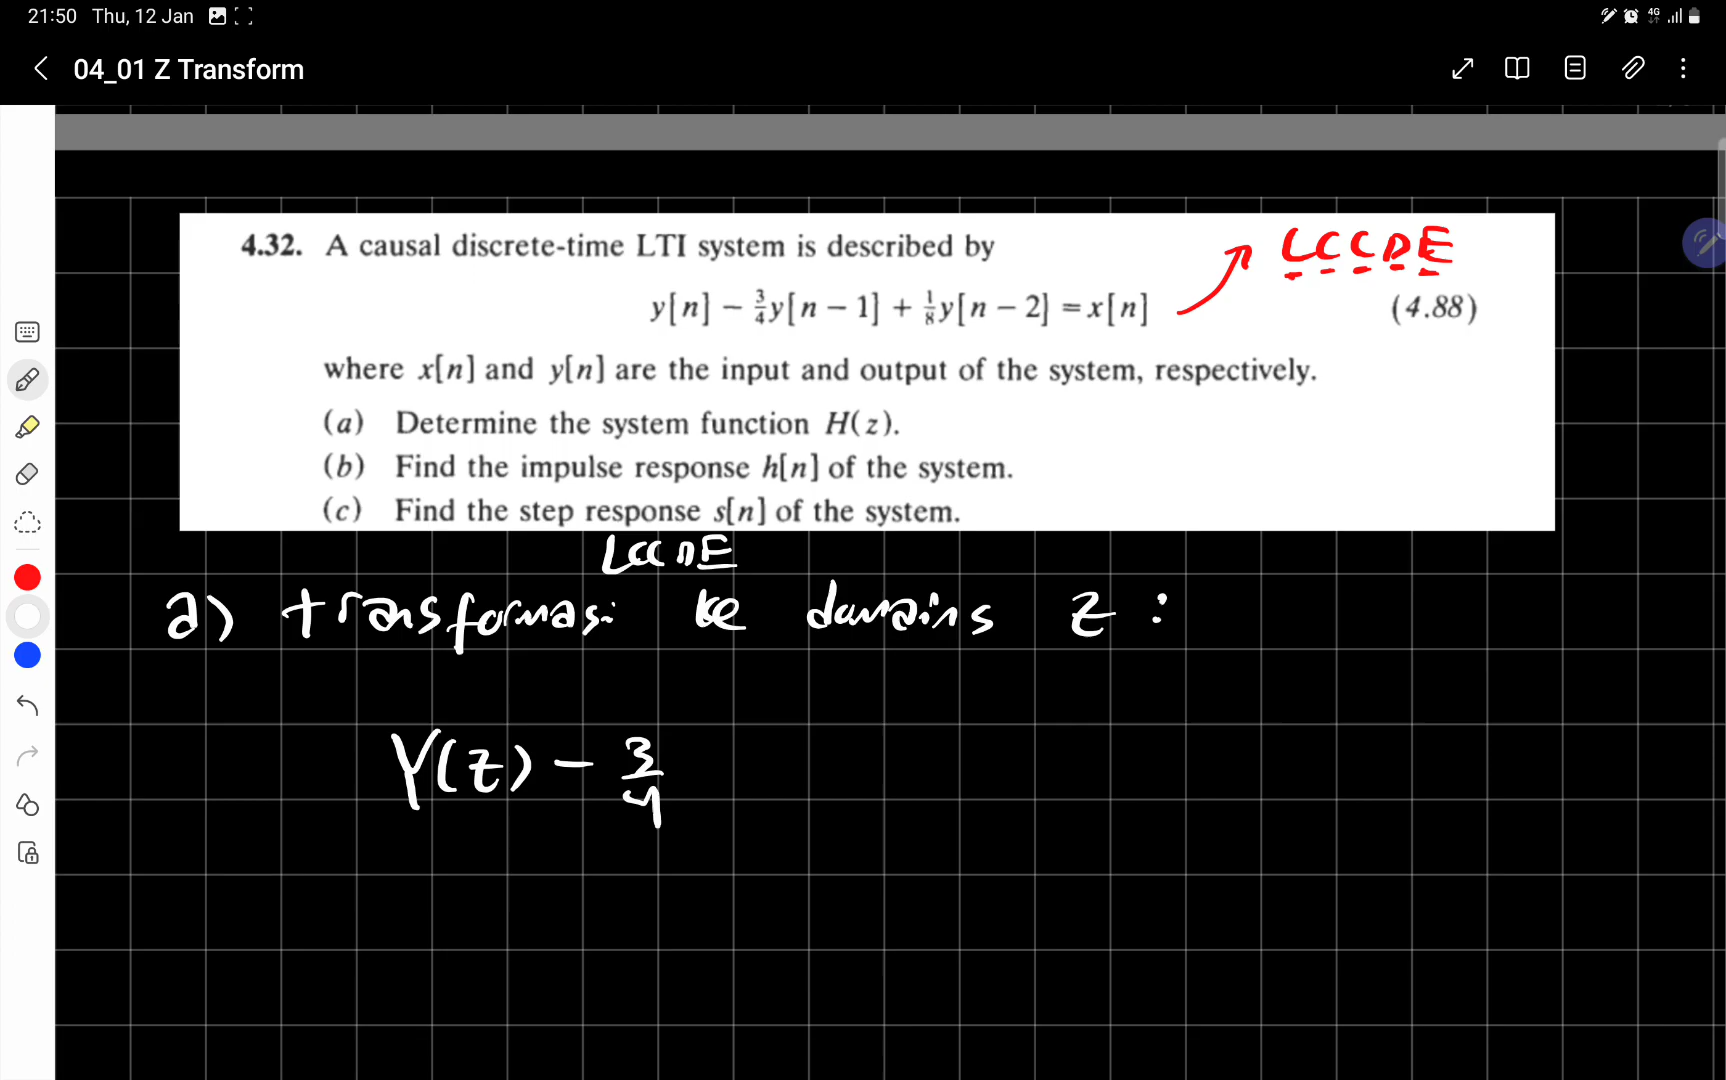 21:50 Thu, 12 Jan
4G
04_01 Z Transform
4.32. A causal discrete-time LTI system is described by
LCCDE
y[n] − 3/4 y[n − 1] + 1/8 y[n − 2] = x[n]
(4.88)
where x[n] and y[n] are the input and output of the system, respectively.
(a) Determine the system function H(z).
(b) Find the impulse response h[n] of the system.
(c) Find the step response s[n] of the system.
LCCDE
a) transformasi ke domains z :
Y(z) − 3/4